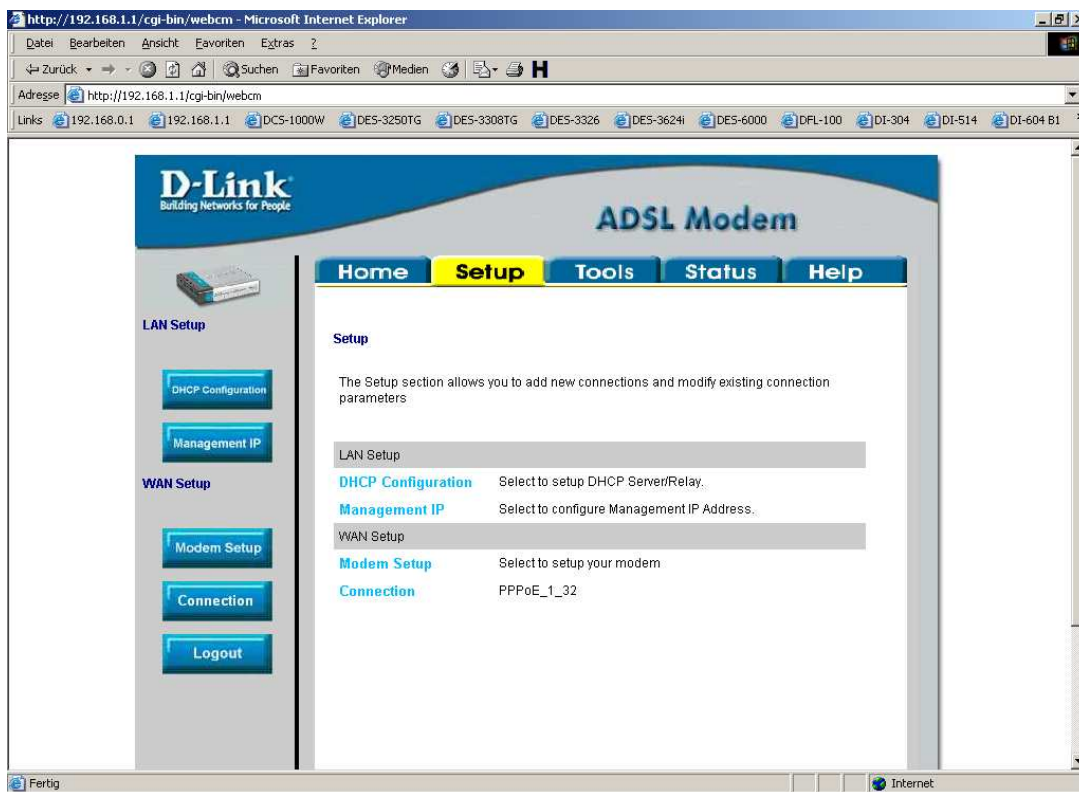 http://192.168.1.1/cgi-bin/webcm - Microsoft Internet Explorer
Datei Bearbeiten Ansicht Favoriten Extras ?
Zurück Suchen Favoriten Medien H
Adresse http://192.168.1.1/cgi-bin/webcm
Links 192.168.0.1 192.168.1.1 DCS-1000W DES-3250TG DES-3308TG DES-3326 DES-3624i DES-6000 DFL-100 DI-304 DI-514 DI-604 B1
D-Link
Building Networks for People
ADSL Modem
Home Setup Tools Status Help
LAN Setup
DHCP Configuration
Management IP
WAN Setup
Modem Setup
Connection
Logout
Setup
The Setup section allows you to add new connections and modify existing connection
parameters
LAN Setup
DHCP Configuration Select to setup DHCP Server/Relay.
Management IP Select to configure Management IP Address.
WAN Setup
Modem Setup Select to setup your modem
Connection PPPoE_1_32
Fertig Internet